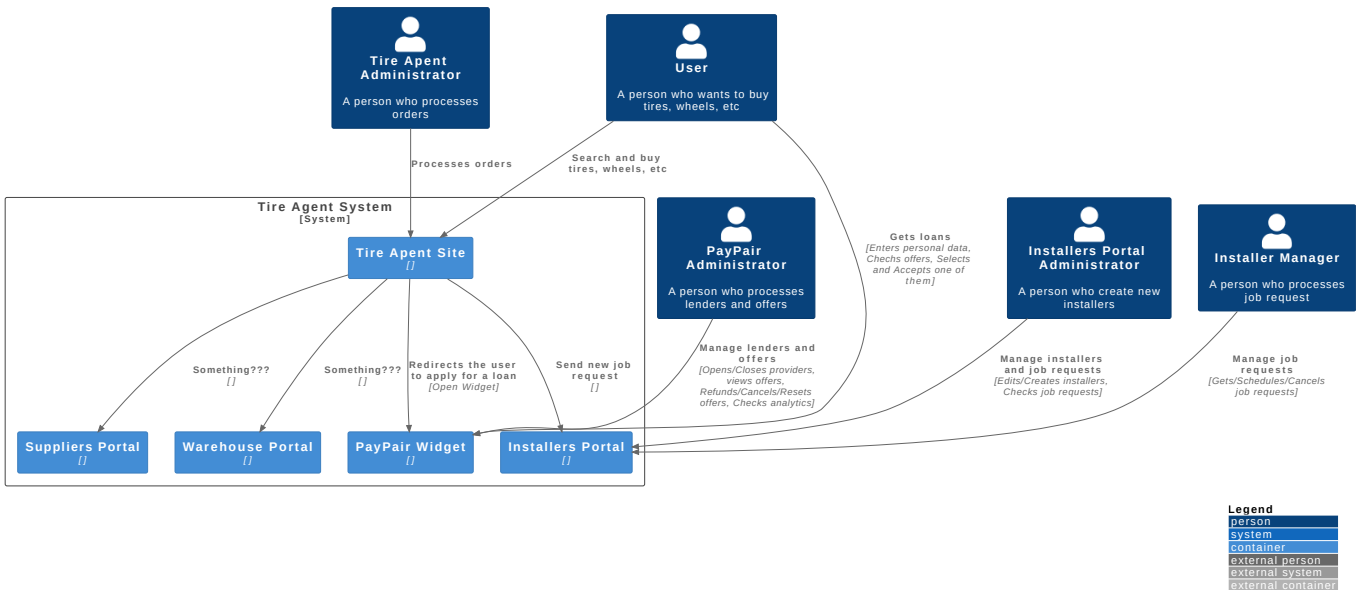 Tire Agent
Administrator
A person who processes
orders
User
A person who wants to buy
tires, wheels, etc
Processes orders
Search and buy
tires, wheels, etc
Tire Agent System
[System]
Tire Agent Site
[ ]
PayPair
Administrator
A person who processes
lenders and offers
Gets loans
[Enters personal data,
Chechs offers, Selects
and Accepts one of
them]
Installers Portal
Administrator
A person who create new
installers
Installer Manager
A person who processes
job request
Something???
[ ]
Something???
[ ]
Redirects the user
to apply for a loan
[Open Widget]
Send new job
request
[ ]
Manage lenders and
offers
[Opens/Closes providers,
views offers,
Refunds/Cancels/Resets
offers, Checks analytics]
Manage installers
and job requests
[Edits/Creates installers,
Checks job requests]
Manage job
requests
[Gets/Schedules/Cancels
job requests]
Suppliers Portal
[ ]
Warehouse Portal
[ ]
PayPair Widget
[ ]
Installers Portal
[ ]
Legend
person
system
container
external person
external system
external container